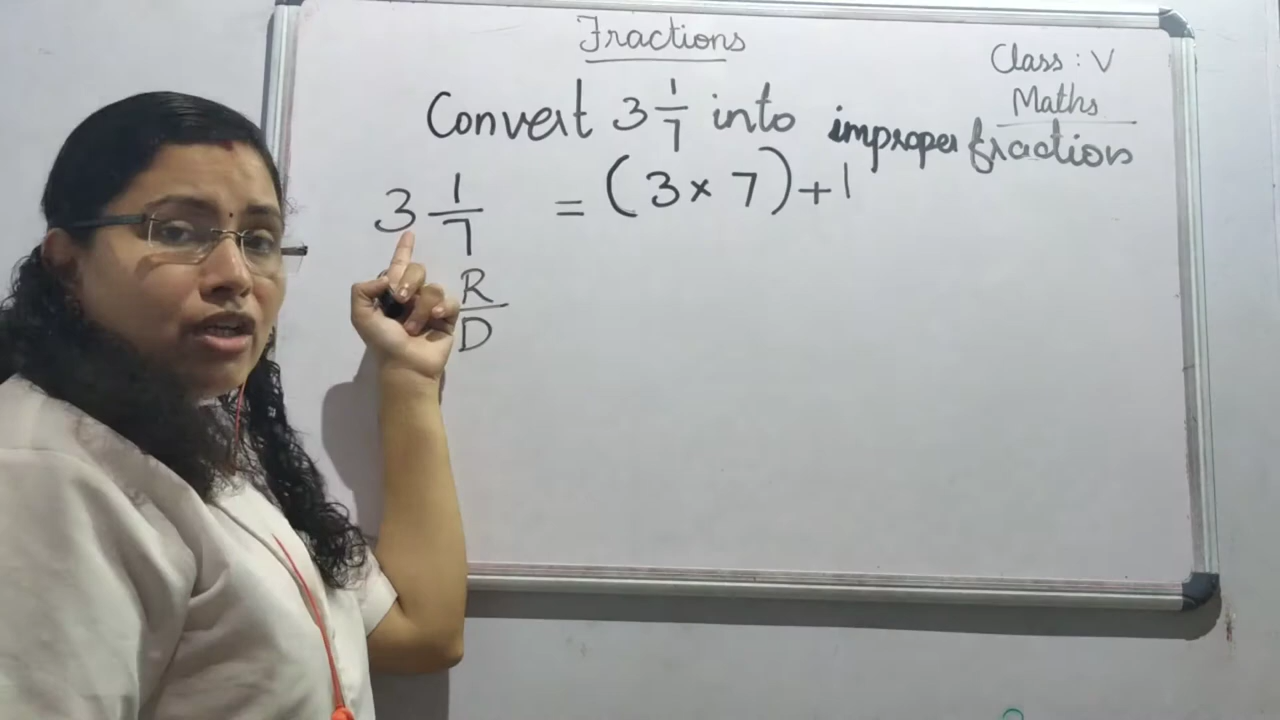 Fractions
Class : V
Maths
Convert 3 1/7 into improper fractions
3 1/7 = (3 × 7) + 1
R
D